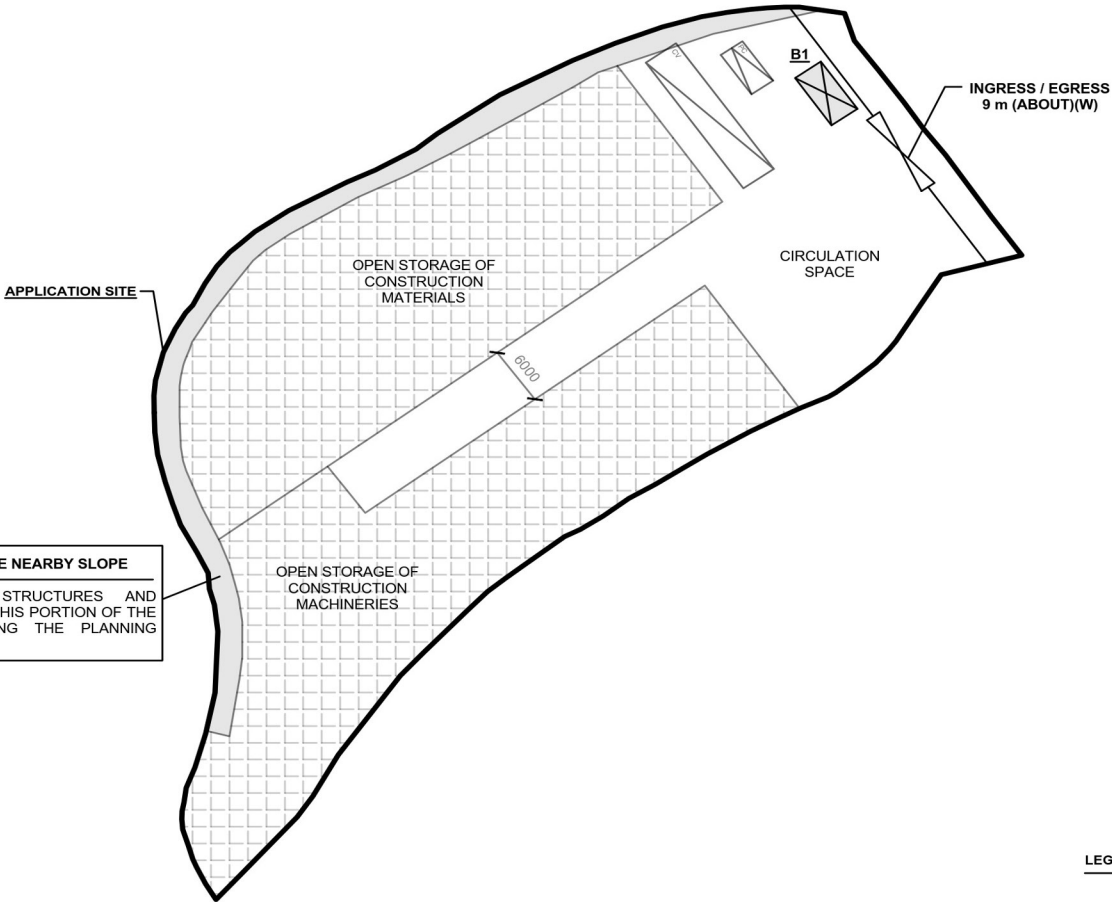 B1
INGRESS / EGRESS
9 m (ABOUT)(W)
CV
OPEN STORAGE OF
CONSTRUCTION
MATERIALS
CIRCULATION
SPACE
APPLICATION SITE
6000
E NEARBY SLOPE
STRUCTURES AND
HIS PORTION OF THE
NG THE PLANNING
OPEN STORAGE OF
CONSTRUCTION
MACHINERIES
LEG